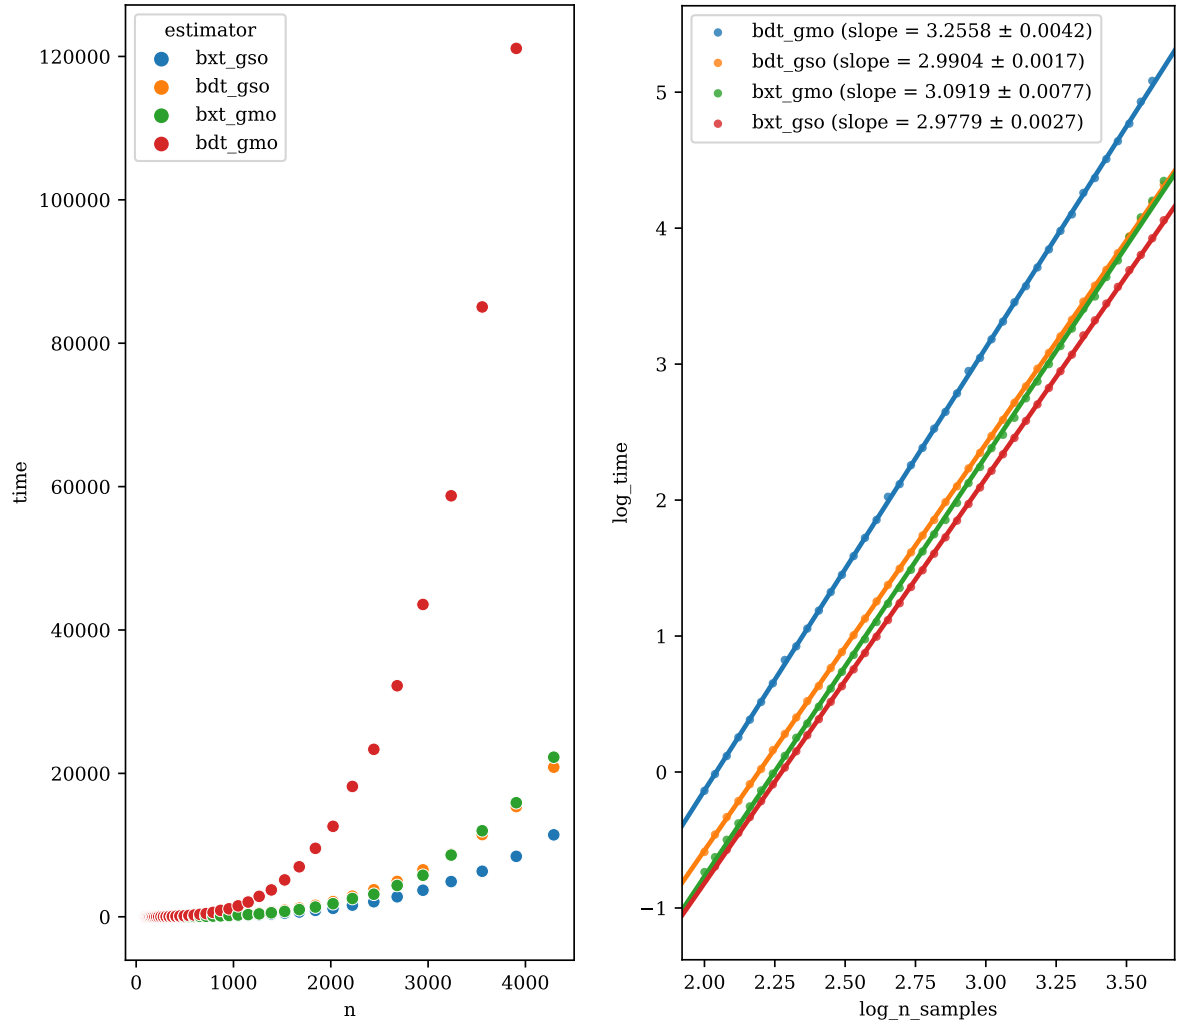 estimator
bxt_gso
bdt_gso
bxt_gmo
bdt_gmo
120000
100000
80000
60000
40000
20000
0
time
0 1000 2000 3000 4000
n
bdt_gmo (slope = 3.2558 ± 0.0042)
bdt_gso (slope = 2.9904 ± 0.0017)
bxt_gmo (slope = 3.0919 ± 0.0077)
bxt_gso (slope = 2.9779 ± 0.0027)
5
4
3
2
1
0
−1
log_time
2.00 2.25 2.50 2.75 3.00 3.25 3.50
log_n_samples